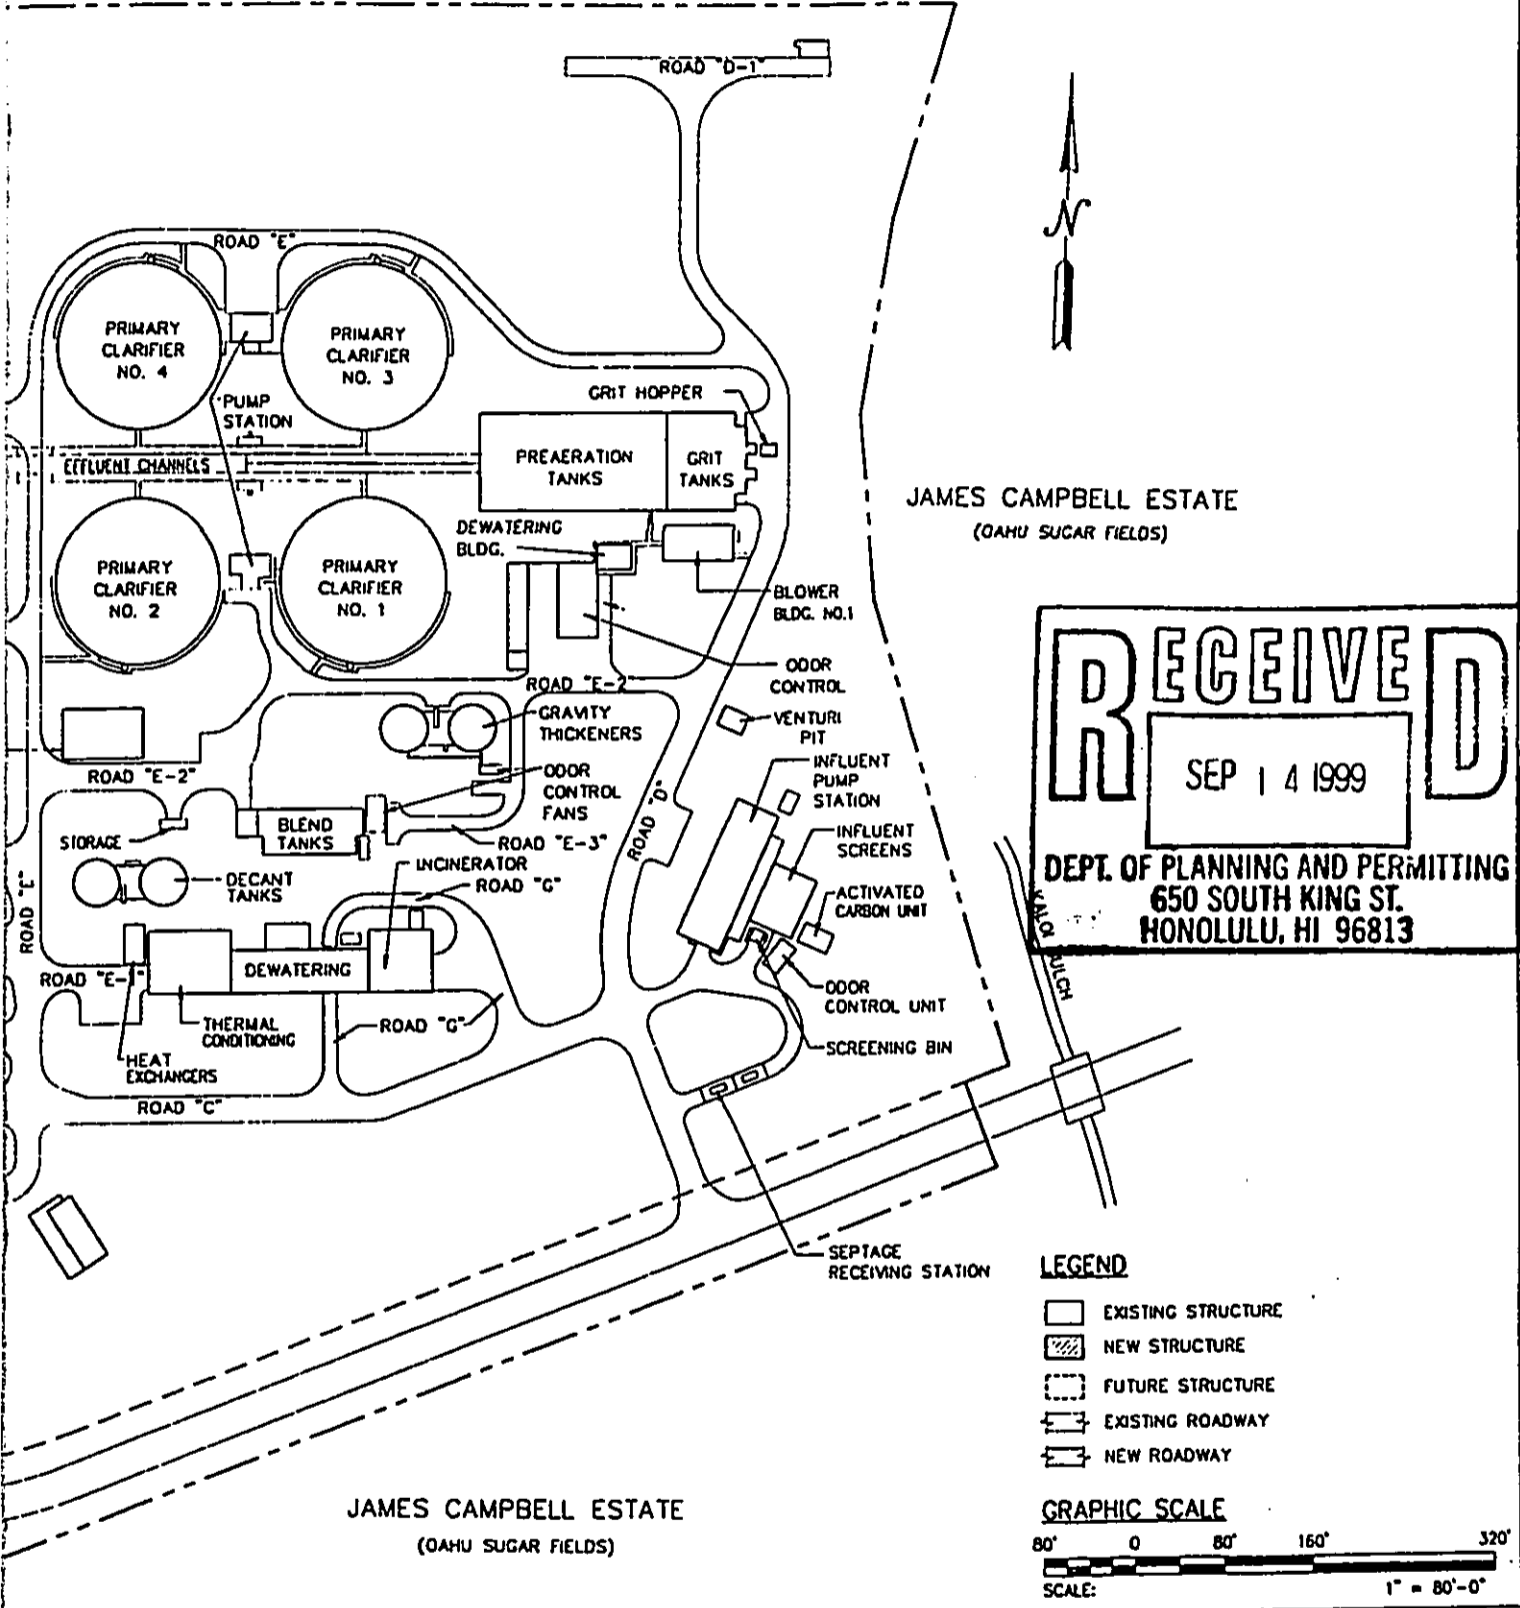 ROAD "D-1"
N
ROAD "E"
PRIMARY
CLARIFIER
NO. 4
PRIMARY
CLARIFIER
NO. 3
GRIT HOPPER
PUMP
STATION
EFFLUENT CHANNELS
PREAERATION
TANKS
GRIT
TANKS
JAMES CAMPBELL ESTATE
(OAHU SUGAR FIELDS)
DEWATERING
BLDG.
PRIMARY
CLARIFIER
NO. 2
PRIMARY
CLARIFIER
NO. 1
BLOWER
BLDG. NO.1
ODOR
CONTROL
ROAD "E-2
GRAVITY
THICKENERS
VENTURI
PIT
RECEIVED
SEP 14 1999
DEPT. OF PLANNING AND PERMITTING
650 SOUTH KING ST.
HONOLULU, HI 96813
ROAD "E-2"
ODOR
CONTROL
FANS
INFLUENT
PUMP
STATION
STORAGE
BLEND
TANKS
ROAD "E-3"
ROAD "D"
INFLUENT
SCREENS
INCINERATOR
ROAD "G"
DECANT
TANKS
ACTIVATED
CARBON UNIT
ROAD "E"
KALOI
ULCH
ROAD "E-1"
DEWATERING
ODOR
CONTROL UNIT
THERMAL
CONDITIONING
ROAD "G"
SCREENING BIN
HEAT
EXCHANGERS
ROAD "C"
SEPTAGE
RECEIVING STATION
LEGEND
EXISTING STRUCTURE
NEW STRUCTURE
FUTURE STRUCTURE
EXISTING ROADWAY
NEW ROADWAY
JAMES CAMPBELL ESTATE
(OAHU SUGAR FIELDS)
GRAPHIC SCALE
80' 0 80' 160' 320'
SCALE: 1" = 80'-0"